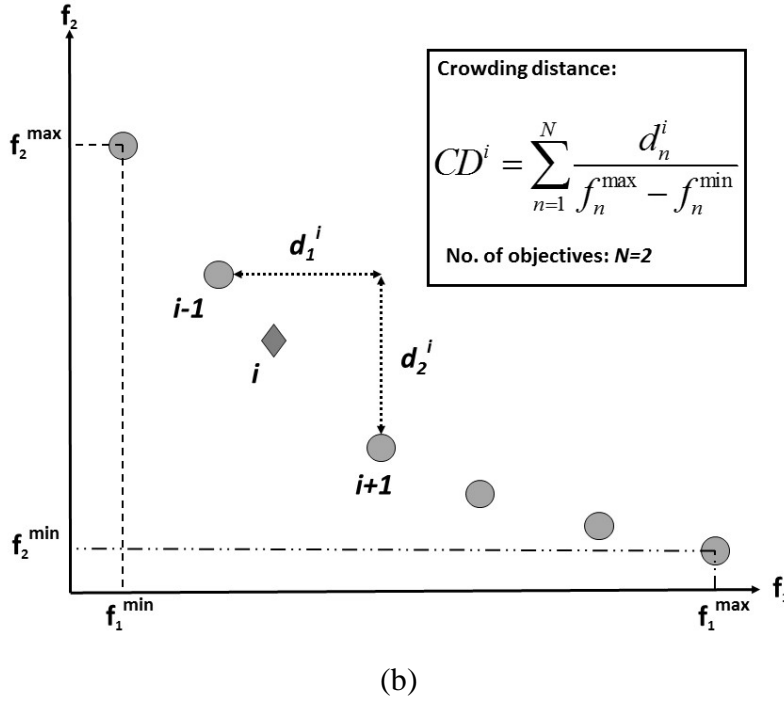 f₂
Crowding distance:
f₂ᵐᵃˣ
CDⁱ = ∑ₙ₌₁ᴺ dₙⁱ / (fₙᵐᵃˣ − fₙᵐⁱⁿ)
d₁ⁱ
No. of objectives: N=2
i-1
d₂ⁱ
i
i+1
f₂ᵐⁱⁿ
f₁ᵐⁱⁿ
f₁ᵐᵃˣ
(b)